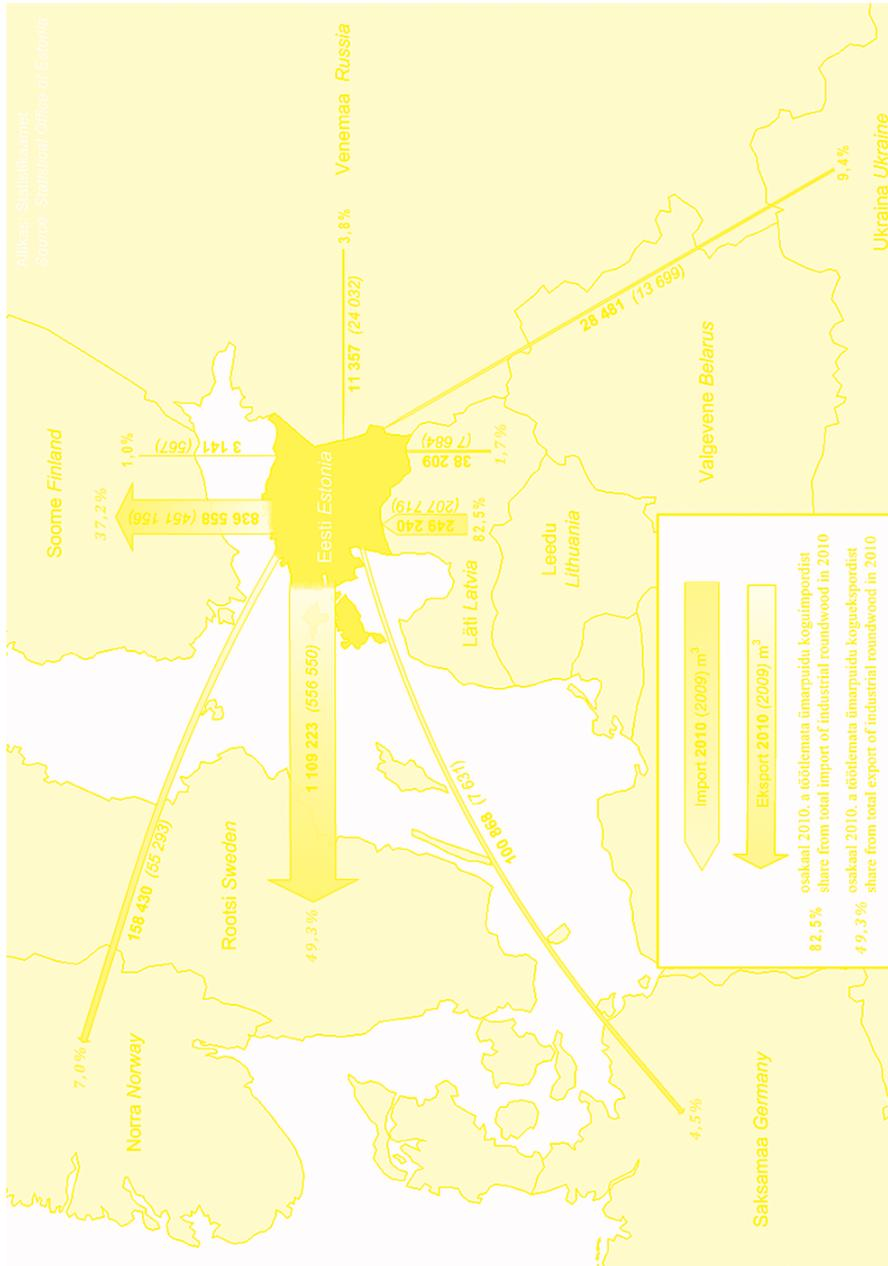 Allikas: Statistikaamet
Source: Statistical Office of Estonia
Soome Finland
37,2%
1,0%
836 558 (451 156)
3 141 (567)
Venemaa Russia
3,8%
11 357 (24 032)
Eesti Estonia
7,0%
158 430 (55 293)
Norra Norway
Rootsi Sweden
49,3%
1 109 223 (556 550)
249 240 (207 719)
82,5%
38 209 (7 684)
1,7%
Läti Latvia
Leedu
Lithuania
28 481 (13 699)
9,4%
Ukraina Ukraine
Valgevene Belarus
100 868 (7 631)
4,5%
Saksamaa Germany
Import 2010 (2009) m³
Eksport 2010 (2009) m³
82,5% osakaal 2010. a töötlemata ümarpuidu koguimpordist
share from total import of industrial roundwood in 2010
49,3% osakaal 2010. a töötlemata ümarpuidu koguekspordist
share from total export of industrial roundwood in 2010